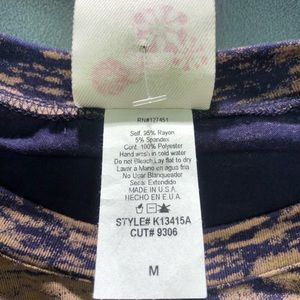 RN#127451
Self. 95% Rayon
5% Spandex
Cont. 100% Polyester
Hand wash in cold water
Do not Bleach.Lay flat to dry
Lavar a Mano en agua fria
No Usar Blanqueador
Serai Extendido
MADE IN U.S.A.
HECHO EN E.U.A.
STYLE# K13415A
CUT# 9306
M